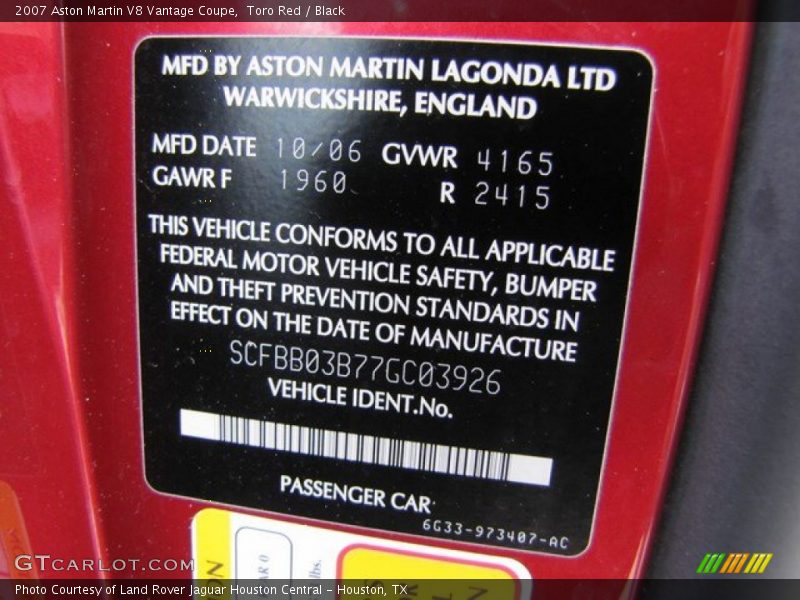 2007 Aston Martin V8 Vantage Coupe, Toro Red / Black
MFD BY ASTON MARTIN LAGONDA LTD
WARWICKSHIRE, ENGLAND
MFD DATE 10/06 GVWR 4165
GAWR F 1960 R 2415
THIS VEHICLE CONFORMS TO ALL APPLICABLE
FEDERAL MOTOR VEHICLE SAFETY, BUMPER
AND THEFT PREVENTION STANDARDS IN
EFFECT ON THE DATE OF MANUFACTURE
SCFBB03B77GC03926
VEHICLE IDENT.No.
PASSENGER CAR
6G33-973407-AC
lbs.
GTCARLOT.COM
Photo Courtesy of Land Rover Jaguar Houston Central - Houston, TX